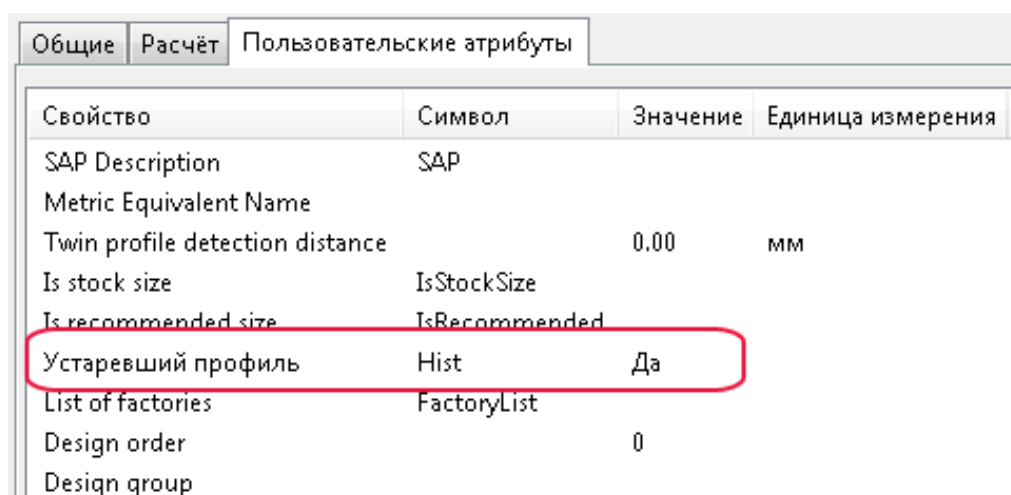 Общие Расчёт Пользовательские атрибуты
Свойство Символ Значение Единица измерения
SAP Description SAP
Metric Equivalent Name
Twin profile detection distance 0.00 мм
Is stock size IsStockSize
Is recommended size IsRecommended
Устаревший профиль Hist Да
List of factories FactoryList
Design order 0
Design group